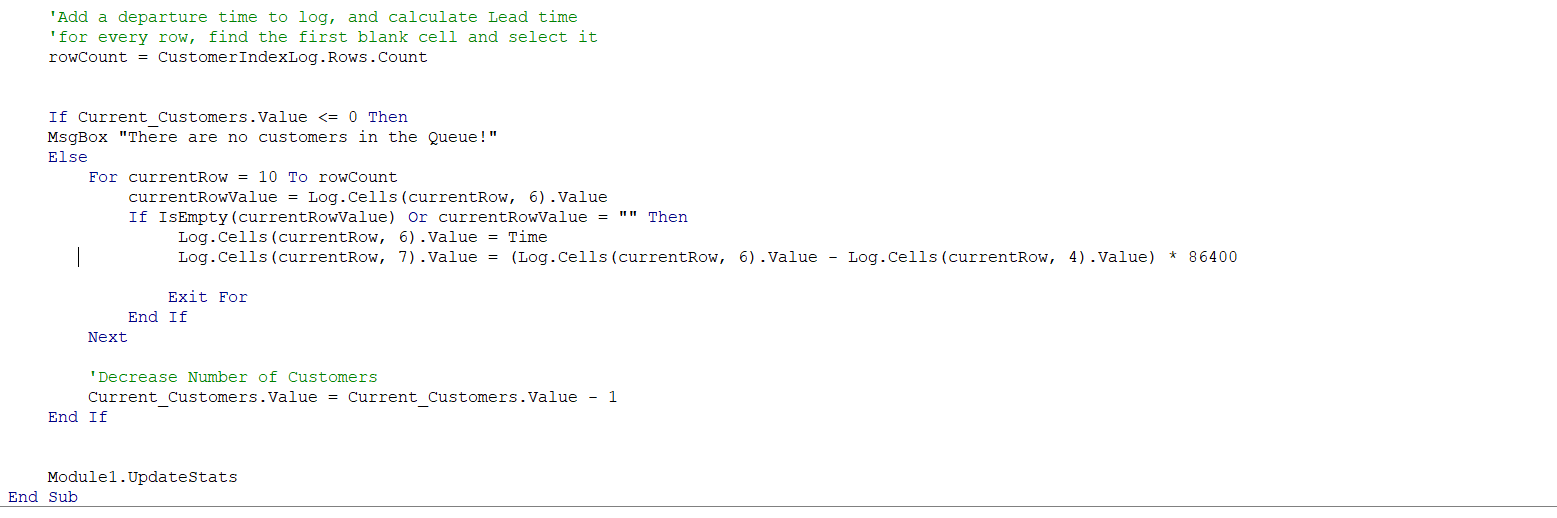 'Add a departure time to log, and calculate Lead time
'for every row, find the first blank cell and select it
rowCount = CustomerIndexLog.Rows.Count
If Current_Customers.Value <= 0 Then
MsgBox "There are no customers in the Queue!"
Else
For currentRow = 10 To rowCount
currentRowValue = Log.Cells(currentRow, 6).Value
If IsEmpty(currentRowValue) Or currentRowValue = "" Then
Log.Cells(currentRow, 6).Value = Time
Log.Cells(currentRow, 7).Value = (Log.Cells(currentRow, 6).Value - Log.Cells(currentRow, 4).Value) * 86400
Exit For
End If
Next
'Decrease Number of Customers
Current_Customers.Value = Current_Customers.Value - 1
End If
Module1.UpdateStats
End Sub